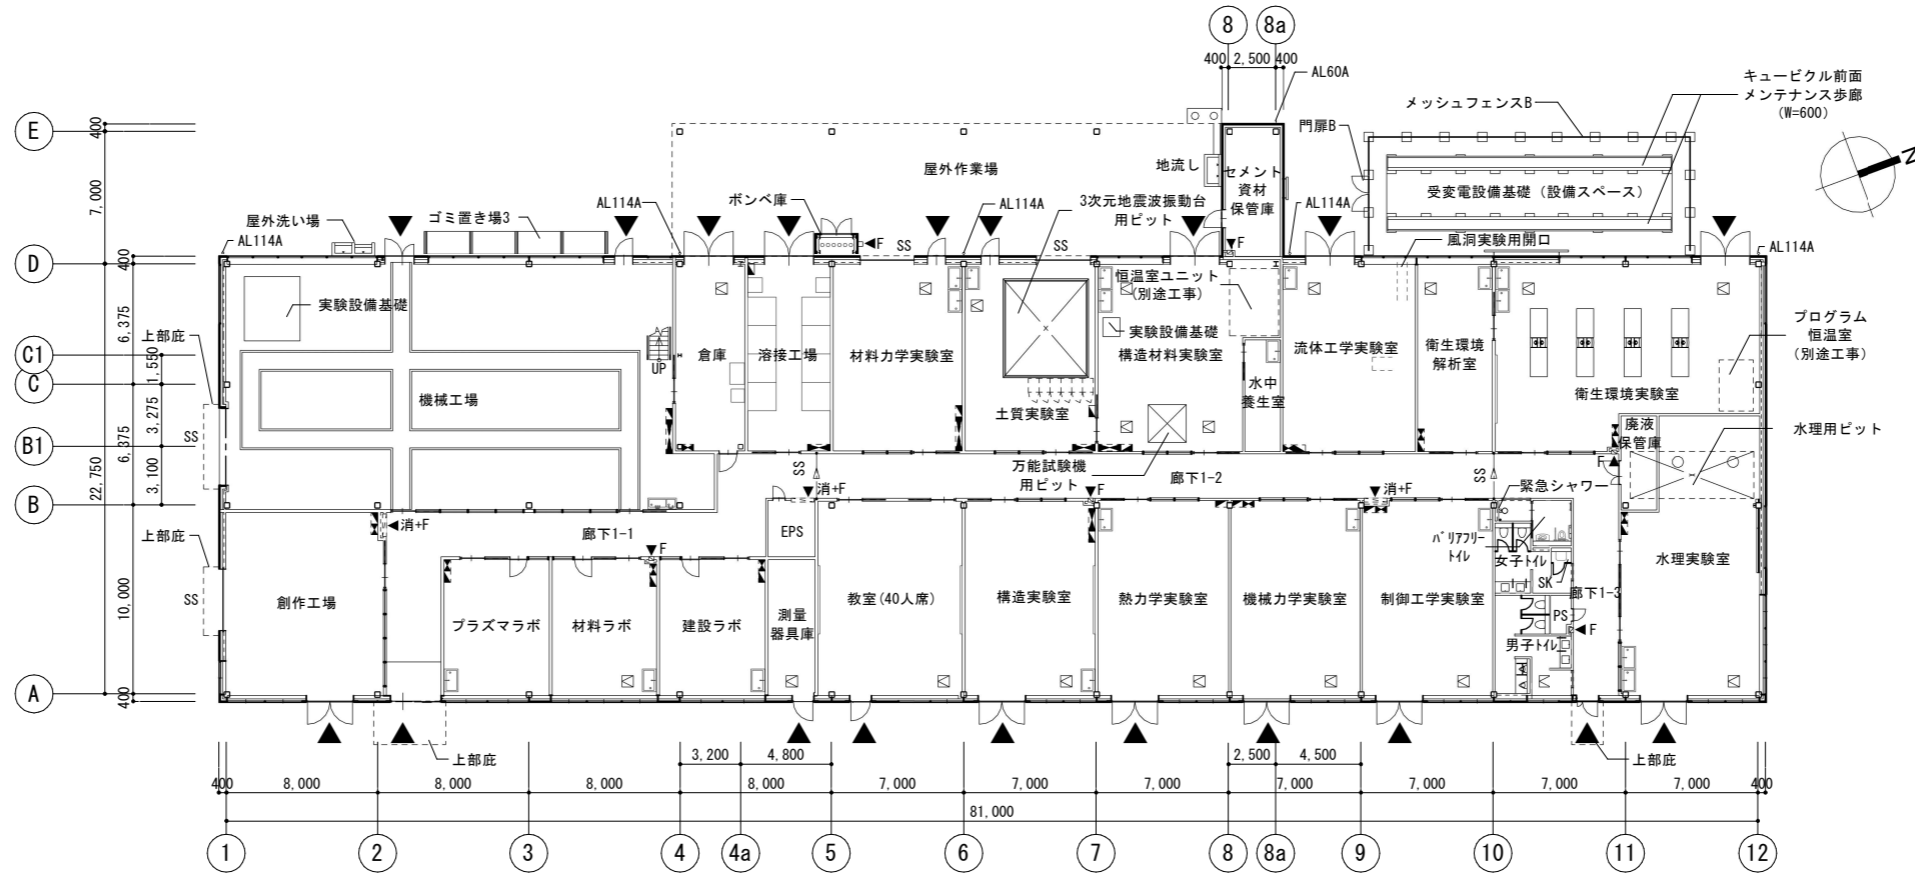 8
8a
400 2,500 400
AL60A
キュービクル前面
メンテナンス歩廊
(W=600)
メッシュフェンスB
門扉B
N
E
400
7,000
屋外作業場
地流し
セメント
資材
保管庫
受変電設備基礎（設備スペース）
ボンベ庫
3次元地震波振動台
用ピット
AL114A
屋外洗い場
ゴミ置き場3
AL114A
AL114A
AL114A
F
SS
SS
F
風洞実験用開口
AL114A
D
400
6,375
恒温室ユニット
(別途工事)
実験設備基礎
上部庇
実験設備基礎
プログラム
恒温室
(別途工事)
C1
1,550
UP
倉庫
溶接工場
材料力学実験室
構造材料実験室
流体工学実験室
衛生環境
解析室
C
3,275
機械工場
土質実験室
水中
養生室
衛生環境実験室
SS
6,375
B1
3,100
22,750
廃液
保管庫
水理用ピット
SS
万能試験機
用ピット
廊下1-2
SS
F
B
消+F
F
消+F
緊急シャワー
消+F
廊下1-1
EPS
上部庇
F
バリアフリー
トイレ
女子トイレ
水理実験室
SK
廊下1-3
SS
10,000
創作工場
プラズマラボ
材料ラボ
建設ラボ
測量
器具庫
教室(40人席)
構造実験室
熱力学実験室
機械力学実験室
制御工学実験室
PS
F
男子トイレ
A
400
上部庇
上部庇
3,200
4,800
2,500
4,500
400
8,000
8,000
8,000
8,000
7,000
7,000
7,000
7,000
7,000
7,000
7,000
400
81,000
1
2
3
4
4a
5
6
7
8
8a
9
10
11
12